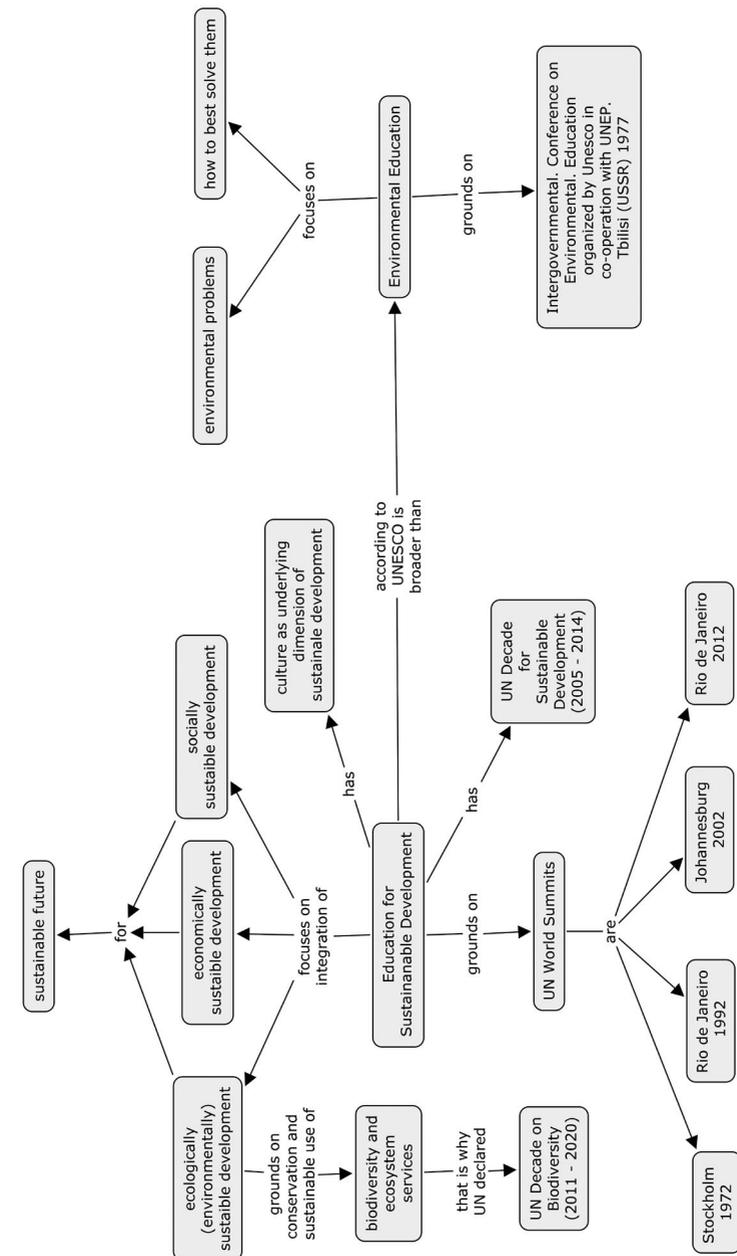 sustainable future
for
ecologically
(environmentally)
sustaible development
economically
sustaible development
socially
sustaible development
focuses on
integration of
grounds on
conservation and
sustainable use of
biodiversity and
ecosystem
services
that is why
UN declared
UN Decade on
Biodiversity
(2011 - 2020)
Education for
Sustainanable Development
has
culture as underlying
dimension of
sustainale development
has
UN Decade
for
Sustainable
Development
(2005 - 2014)
grounds on
UN World Summits
are
Stockholm
1972
Rio de Janeiro
1992
Johannesburg
2002
Rio de Janeiro
2012
according to
UNESCO is
broader than
Environmental Education
focuses on
environmental problems
how to best solve them
grounds on
Intergovernmental. Conference on
Environmental. Education
organized by Unesco in
co-operation with UNEP.
Tbilisi (USSR) 1977